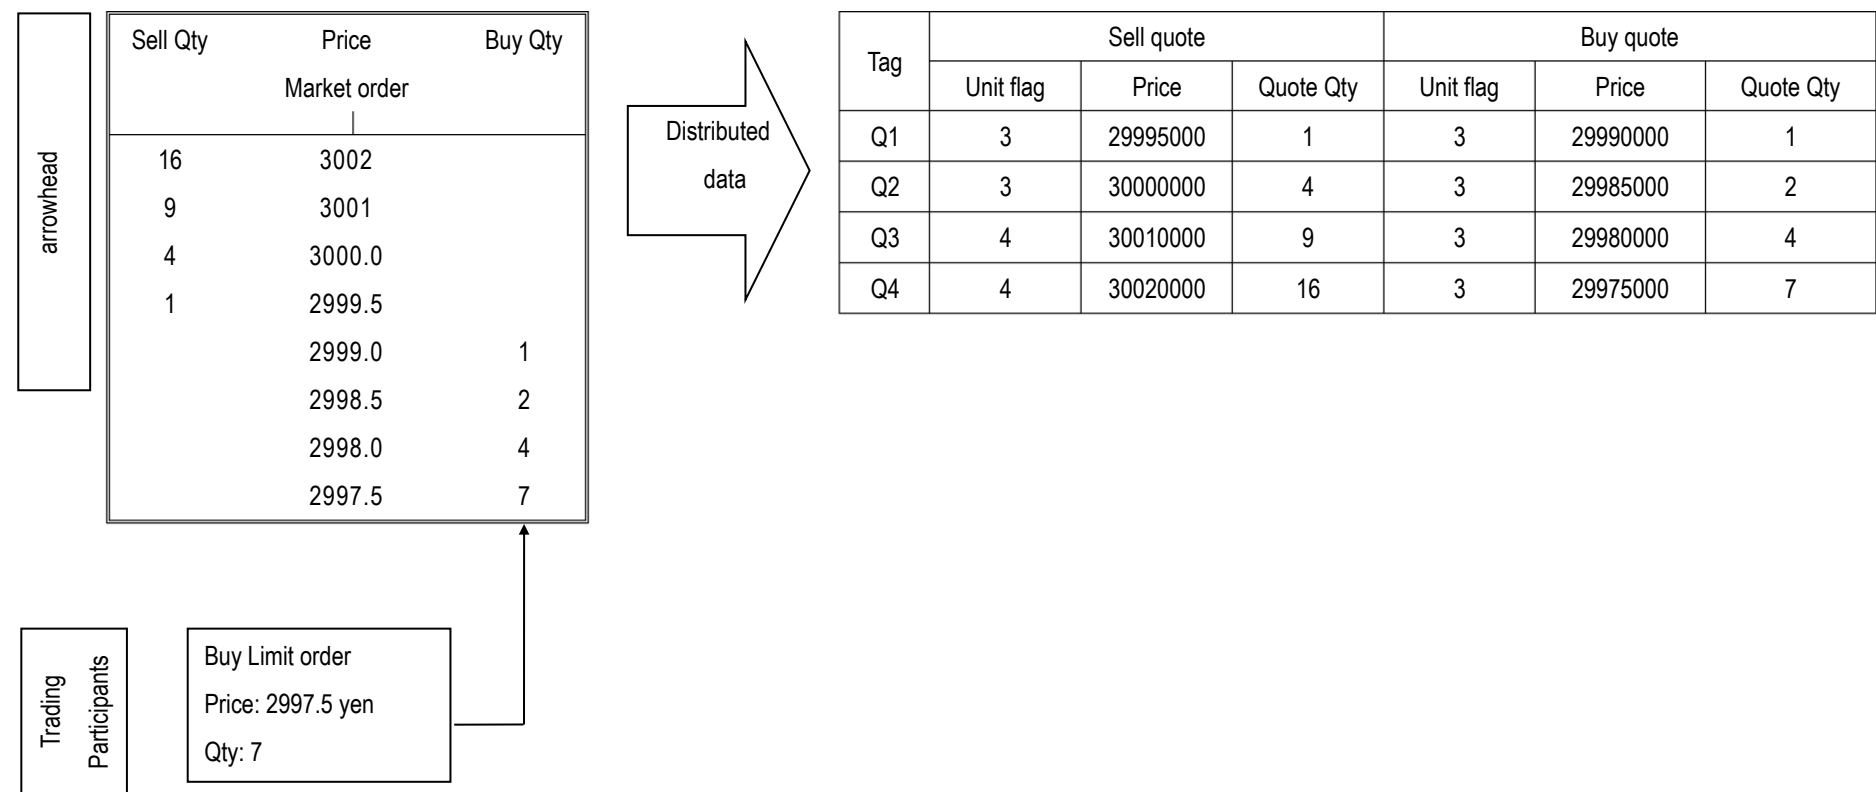 arrowhead
Sell Qty Price Buy Qty
Market order
16 3002
9 3001
4 3000.0
1 2999.5
2999.0 1
2998.5 2
2998.0 4
2997.5 7
Distributed
data
Tag Sell quote Buy quote
Unit flag Price Quote Qty Unit flag Price Quote Qty
Q1 3 29995000 1 3 29990000 1
Q2 3 30000000 4 3 29985000 2
Q3 4 30010000 9 3 29980000 4
Q4 4 30020000 16 3 29975000 7
Trading
Participants
Buy Limit order
Price: 2997.5 yen
Qty: 7